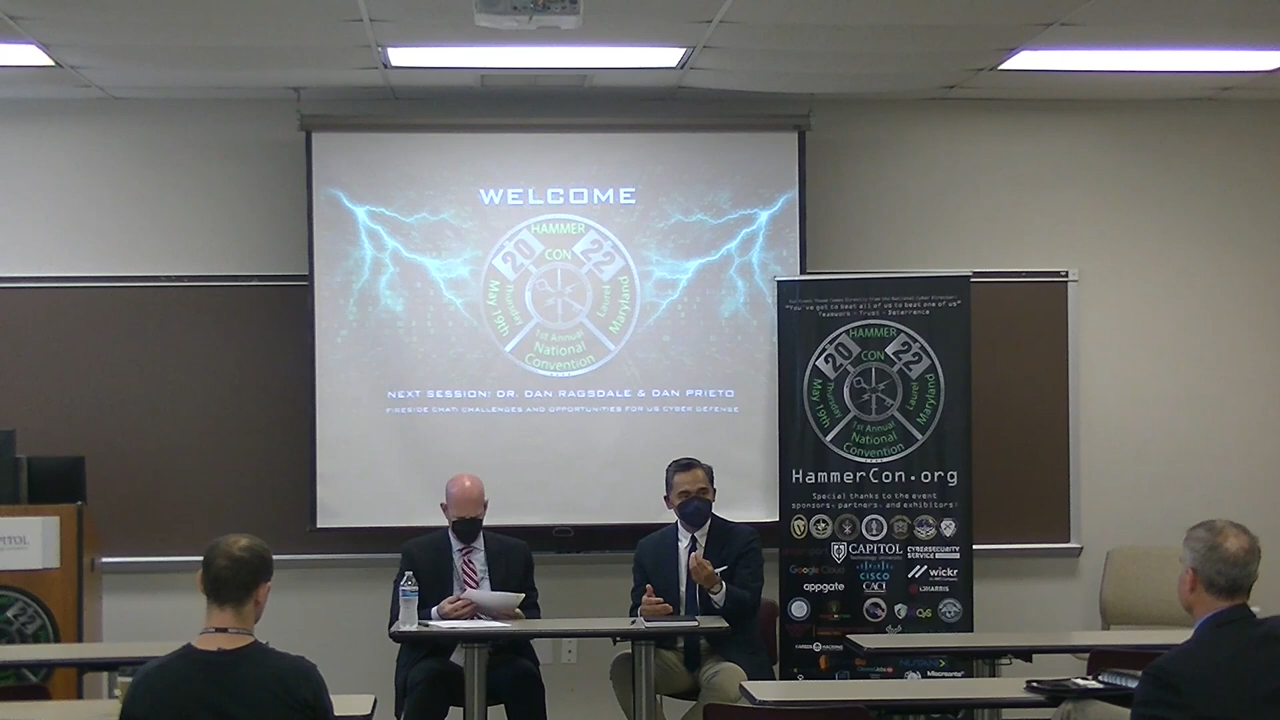 WELCOME
HAMMER
CON
20 22
May 19th
Thursday
Laurel
Maryland
1st Annual
National
Convention
NEXT SESSION: DR. DAN RAGSDALE & DAN PRIETO
FIRESIDE CHAT: CHALLENGES AND OPPORTUNITIES FOR US CYBER DEFENSE
"You've got to beat all of us to beat one of us"
Teamwork - Trust - Deterrence
HAMMER
CON
20 22
May 19th
Thursday
Laurel
Maryland
1st Annual
National
Convention
HammerCon.org
Special thanks to the event
sponsors, partners, and exhibitors!
CAPITOL
CYBERSECURITY
SERVICE
Google Cloud
CISCO
wickr
appgate
CACI
L3HARRIS